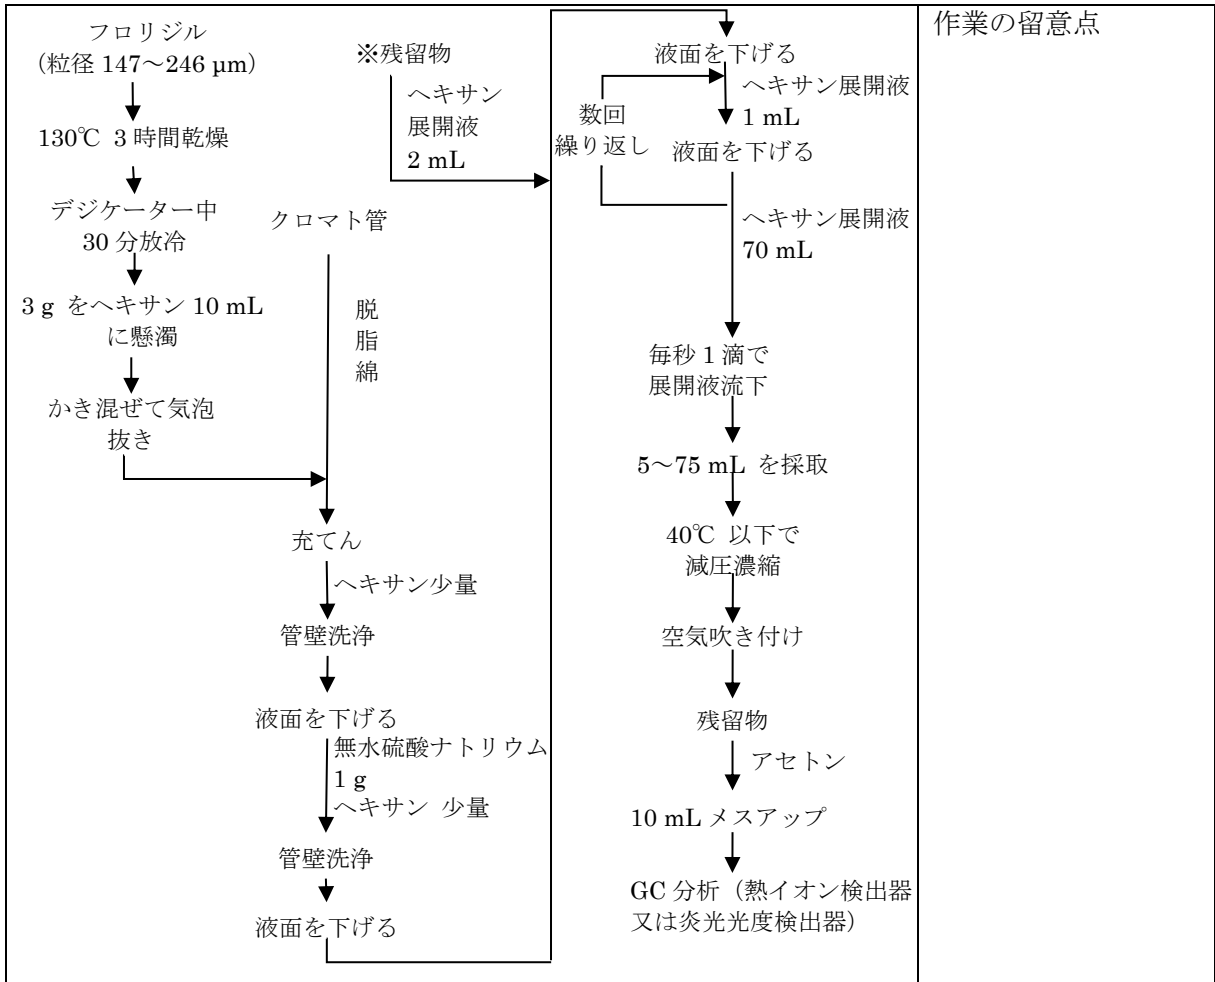 フロリジル
（粒径 147～246 µm）
130℃ 3 時間乾燥
デジケーター中
30 分放冷
3 g をヘキサン 10 mL
に懸濁
かき混ぜて気泡
抜き
クロマト管
脱
脂
綿
充てん
ヘキサン少量
管壁洗浄
液面を下げる
無水硫酸ナトリウム
1 g
ヘキサン 少量
管壁洗浄
液面を下げる
※残留物
ヘキサン
展開液
2 mL
液面を下げる
ヘキサン展開液
1 mL
数回
繰り返し
液面を下げる
ヘキサン展開液
70 mL
毎秒 1 滴で
展開液流下
5～75 mL を採取
40℃ 以下で
減圧濃縮
空気吹き付け
残留物
アセトン
10 mL メスアップ
GC 分析（熱イオン検出器
又は炎光光度検出器）
作業の留意点